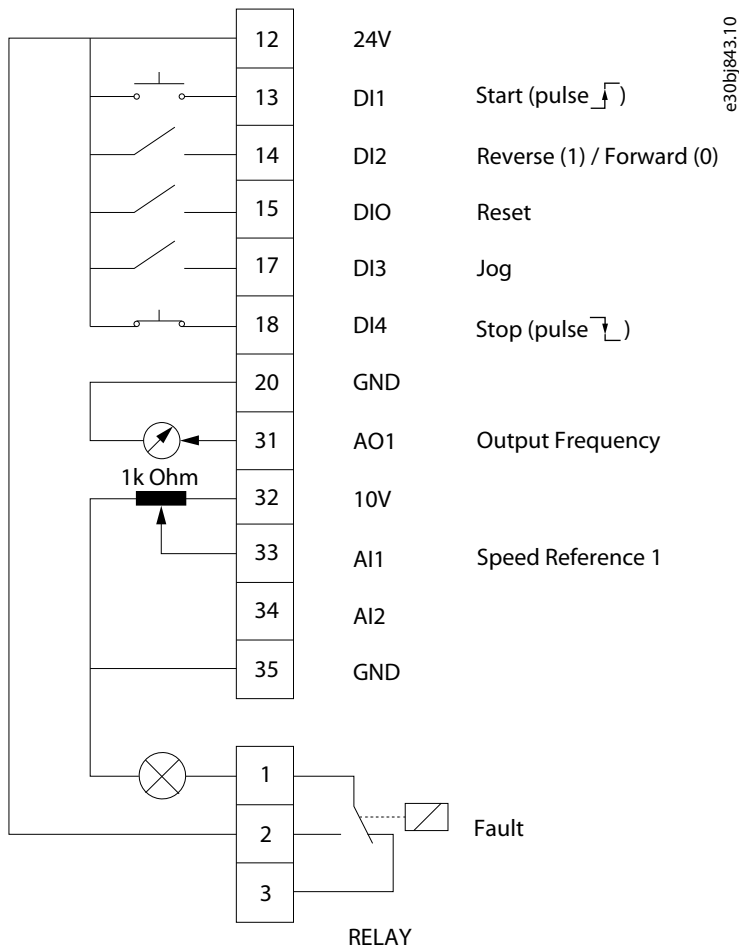 e30bj843.10
12 24V
13 DI1 Start (pulse )
14 DI2 Reverse (1) / Forward (0)
15 DIO Reset
17 DI3 Jog
18 DI4 Stop (pulse )
20 GND
31 AO1 Output Frequency
1k Ohm
32 10V
33 AI1 Speed Reference 1
34 AI2
35 GND
1
2 Fault
3
RELAY